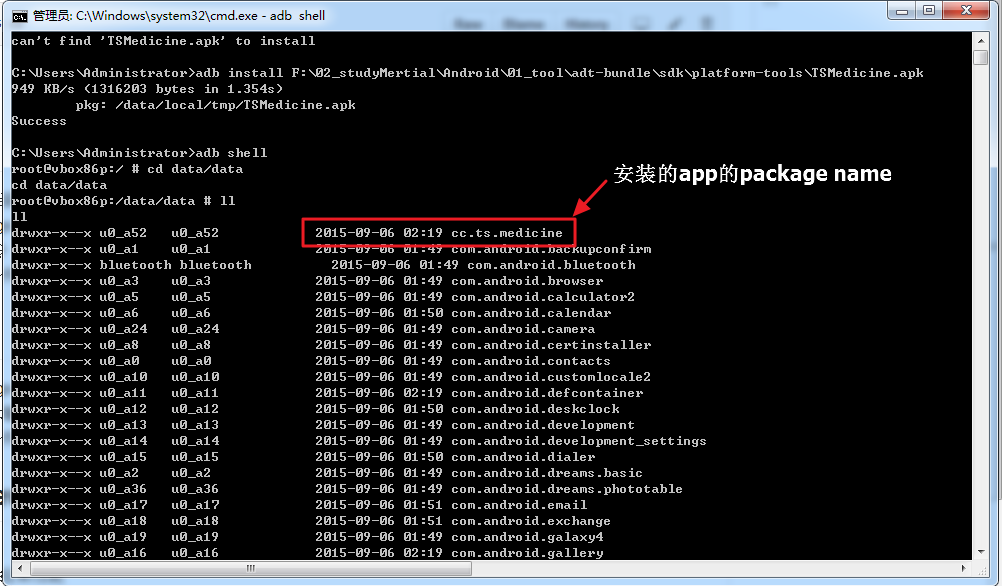 管理员: C:\Windows\system32\cmd.exe - adb shell
can't find 'TSMedicine.apk' to install
C:\Users\Administrator>adb install F:\02_studyMertial\Android\01_tool\adt-bundle\sdk\platform-tools\TSMedicine.apk
949 KB/s (1316203 bytes in 1.354s)
pkg: /data/local/tmp/TSMedicine.apk
Success
C:\Users\Administrator>adb shell
root@vbox86p:/ # cd data/data
cd data/data
安装的app的package name
root@vbox86p:/data/data # ll
ll
drwxr-x--x u0_a52 u0_a52 2015-09-06 02:19 cc.ts.medicine
drwxr-x--x u0_a1 u0_a1 2015-09-06 01:49 com.android.backupconfirm
drwxr-x--x bluetooth bluetooth 2015-09-06 01:49 com.android.bluetooth
drwxr-x--x u0_a3 u0_a3 2015-09-06 01:49 com.android.browser
drwxr-x--x u0_a5 u0_a5 2015-09-06 01:49 com.android.calculator2
drwxr-x--x u0_a6 u0_a6 2015-09-06 01:50 com.android.calendar
drwxr-x--x u0_a24 u0_a24 2015-09-06 01:49 com.android.camera
drwxr-x--x u0_a8 u0_a8 2015-09-06 01:49 com.android.certinstaller
drwxr-x--x u0_a0 u0_a0 2015-09-06 01:49 com.android.contacts
drwxr-x--x u0_a10 u0_a10 2015-09-06 01:49 com.android.customlocale2
drwxr-x--x u0_a11 u0_a11 2015-09-06 02:19 com.android.defcontainer
drwxr-x--x u0_a12 u0_a12 2015-09-06 01:50 com.android.deskclock
drwxr-x--x u0_a13 u0_a13 2015-09-06 01:49 com.android.development
drwxr-x--x u0_a14 u0_a14 2015-09-06 01:49 com.android.development_settings
drwxr-x--x u0_a15 u0_a15 2015-09-06 01:50 com.android.dialer
drwxr-x--x u0_a2 u0_a2 2015-09-06 01:49 com.android.dreams.basic
drwxr-x--x u0_a36 u0_a36 2015-09-06 01:49 com.android.dreams.phototable
drwxr-x--x u0_a17 u0_a17 2015-09-06 01:51 com.android.email
drwxr-x--x u0_a18 u0_a18 2015-09-06 01:51 com.android.exchange
drwxr-x--x u0_a19 u0_a19 2015-09-06 01:49 com.android.galaxy4
drwxr-x--x u0_a16 u0_a16 2015-09-06 02:19 com.android.gallery